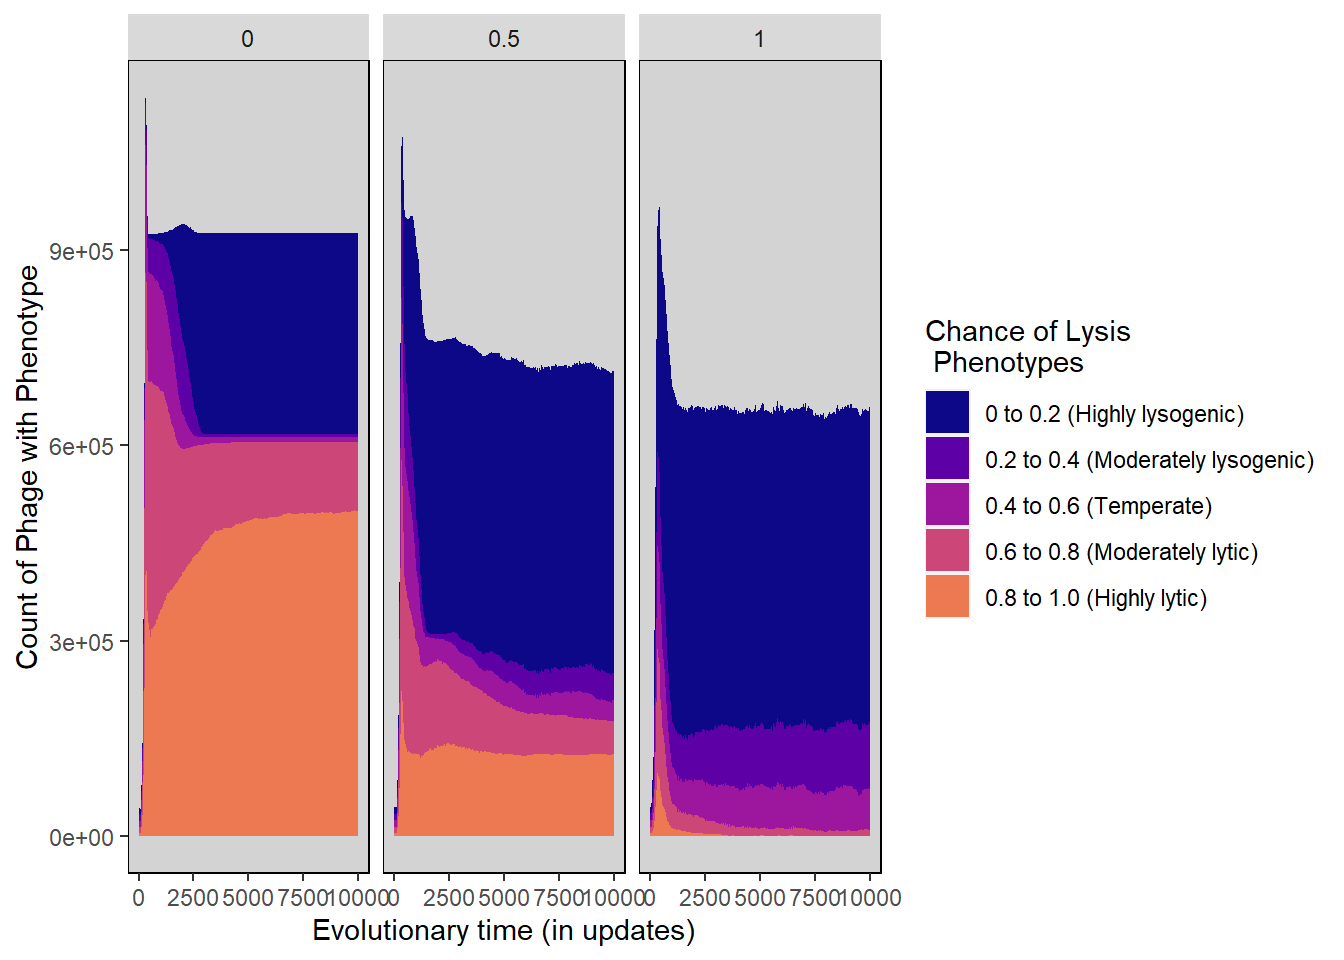 0
0.5
1
Count of Phage with Phenotype
9e+05
6e+05
3e+05
0e+00
0 2500 5000 7500 10000
0 2500 5000 7500 10000
0 2500 5000 7500 10000
Evolutionary time (in updates)
Chance of Lysis
Phenotypes
0 to 0.2 (Highly lysogenic)
0.2 to 0.4 (Moderately lysogenic)
0.4 to 0.6 (Temperate)
0.6 to 0.8 (Moderately lytic)
0.8 to 1.0 (Highly lytic)